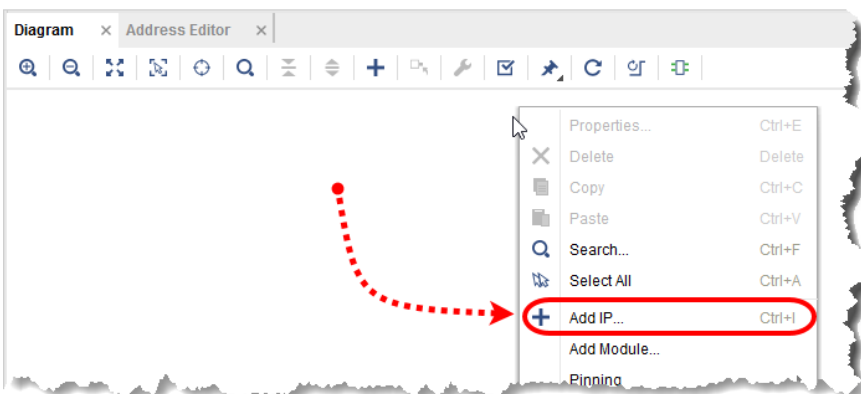 Diagram Address Editor
Properties... Ctrl+E
Delete Delete
Copy Ctrl+C
Paste Ctrl+V
Search... Ctrl+F
Select All Ctrl+A
Add IP... Ctrl+I
Add Module...
Pinning